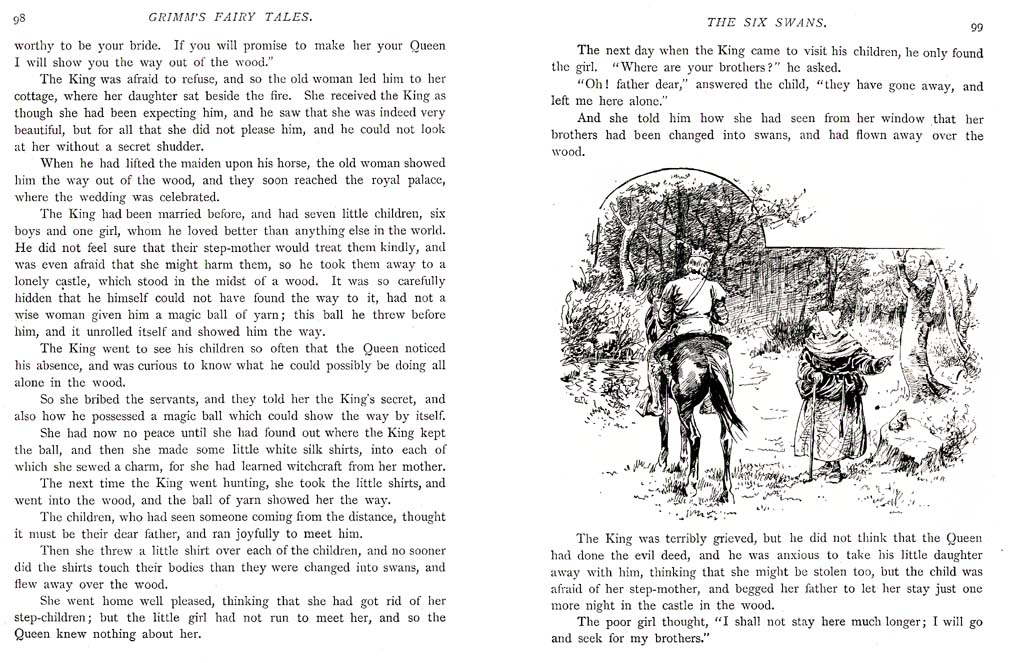 98
GRIMM'S FAIRY TALES.
worthy to be your bride. If you will promise to make her your Queen
I will show you the way out of the wood."
The King was afraid to refuse, and so the old woman led him to her
cottage, where her daughter sat beside the fire. She received the King as
though she had been expecting him, and he saw that she was indeed very
beautiful, but for all that she did not please him, and he could not look
at her without a secret shudder.
When he had lifted the maiden upon his horse, the old woman showed
him the way out of the wood, and they soon reached the royal palace,
where the wedding was celebrated.
The King had been married before, and had seven little children, six
boys and one girl, whom he loved better than anything else in the world.
He did not feel sure that their step-mother would treat them kindly, and
was even afraid that she might harm them, so he took them away to a
lonely castle, which stood in the midst of a wood. It was so carefully
hidden that he himself could not have found the way to it, had not a
wise woman given him a magic ball of yarn; this ball he threw before
him, and it unrolled itself and showed him the way.
The King went to see his children so often that the Queen noticed
his absence, and was curious to know what he could possibly be doing all
alone in the wood.
So she bribed the servants, and they told her the King's secret, and
also how he possessed a magic ball which could show the way by itself.
She had now no peace until she had found out where the King kept
the ball, and then she made some little white silk shirts, into each of
which she sewed a charm, for she had learned witchcraft from her mother.
The next time the King went hunting, she took the little shirts, and
went into the wood, and the ball of yarn showed her the way.
The children, who had seen someone coming from the distance, thought
it must be their dear father, and ran joyfully to meet him.
Then she threw a little shirt over each of the children, and no sooner
did the shirts touch their bodies than they were changed into swans, and
flew away over the wood.
She went home well pleased, thinking that she had got rid of her
step-children; but the little girl had not run to meet her, and so the
Queen knew nothing about her.
THE SIX SWANS.
99
The next day when the King came to visit his children, he only found
the girl. "Where are your brothers?" he asked.
"Oh! father dear," answered the child, "they have gone away, and
left me here alone."
And she told him how she had seen from her window that her
brothers had been changed into swans, and had flown away over the
wood.
The King was terribly grieved, but he did not think that the Queen
had done the evil deed, and he was anxious to take his little daughter
away with him, thinking that she might be stolen too, but the child was
afraid of her step-mother, and begged her father to let her stay just one
more night in the castle in the wood.
The poor girl thought, "I shall not stay here much longer; I will go
and seek for my brothers."